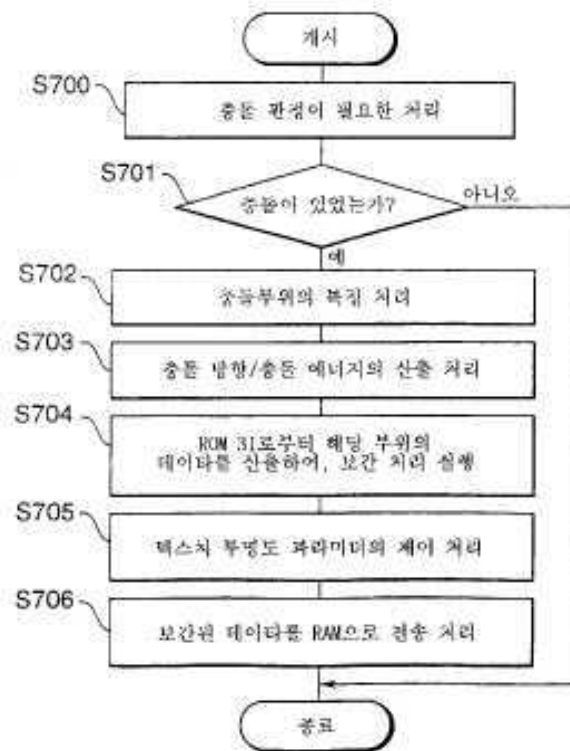 개시
S700
충돌 판정이 필요한 처리
S701
충돌이 있었는가?
아니오
예
S702
충돌부위의 특정 처리
S703
충돌 방향/충돌 에너지의 산출 처리
S704
ROM 31로부터 해당 부위의
데이타를 산출하여, 보간 처리 실행
S705
텍스처 투명도 파라미터의 제어 처리
S706
보간된 데이타를 RAM으로 전송 처리
종료